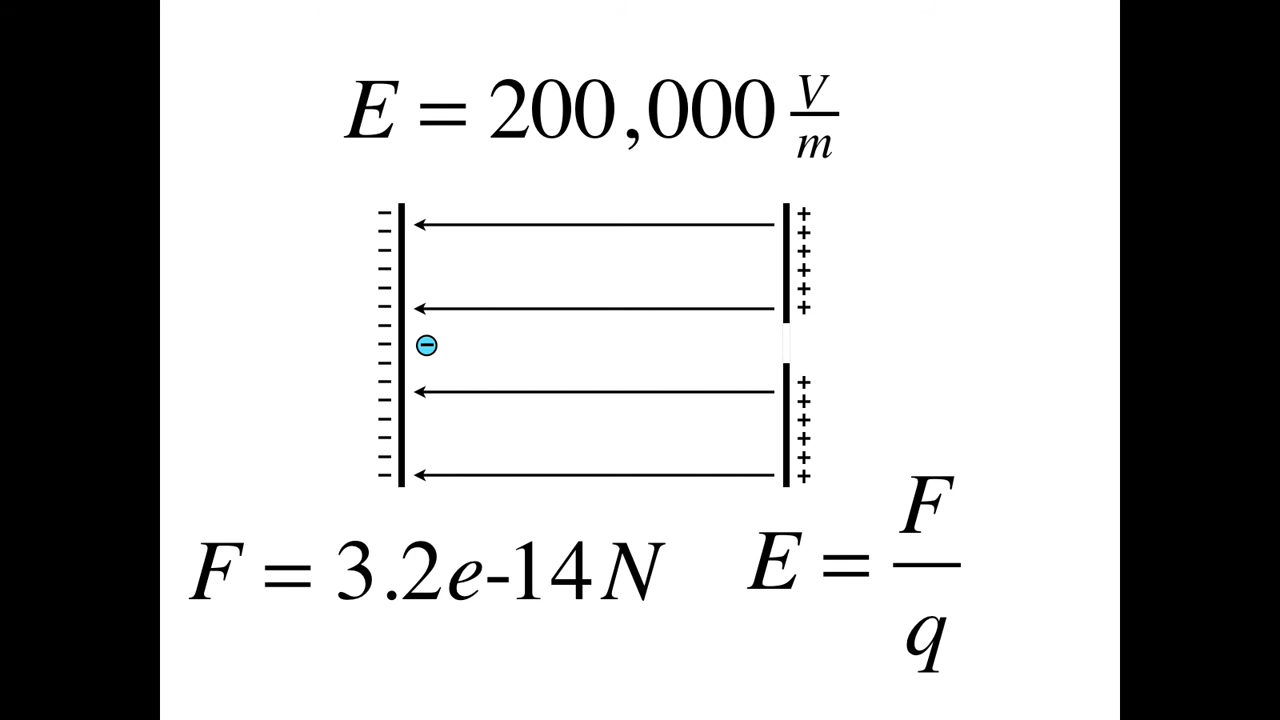 E = 200,000 V/m
− − − − − − − − − − − − − − −
+ + + + + +
−
+ + + + + +
F = 3.2e-14 N
E = F/q